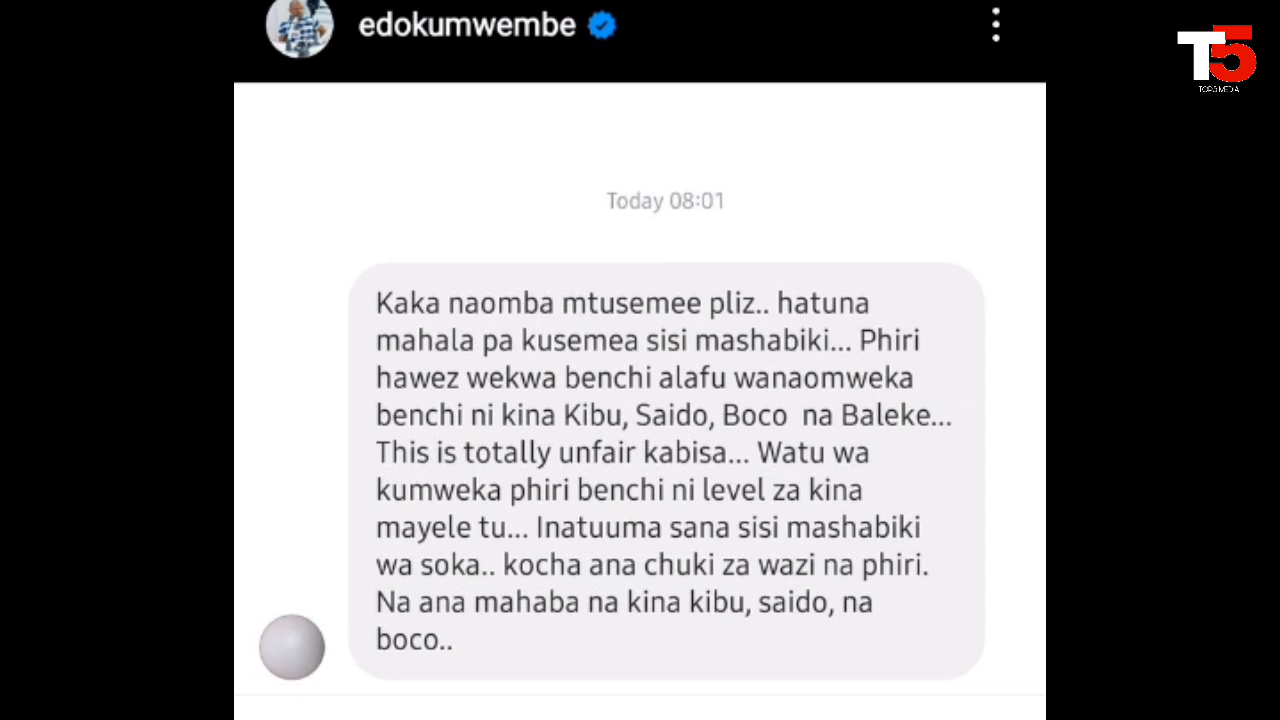 edokumwembe
T5
TOP5 MEDIA
Today 08:01
Kaka naomba mtusemee pliz.. hatuna
mahala pa kusemea sisi mashabiki... Phiri
hawez wekwa benchi alafu wanaomweka
benchi ni kina Kibu, Saido, Boco na Baleke...
This is totally unfair kabisa... Watu wa
kumweka phiri benchi ni level za kina
mayele tu... Inatuuma sana sisi mashabiki
wa soka.. kocha ana chuki za wazi na phiri.
Na ana mahaba na kina kibu, saido, na
boco..